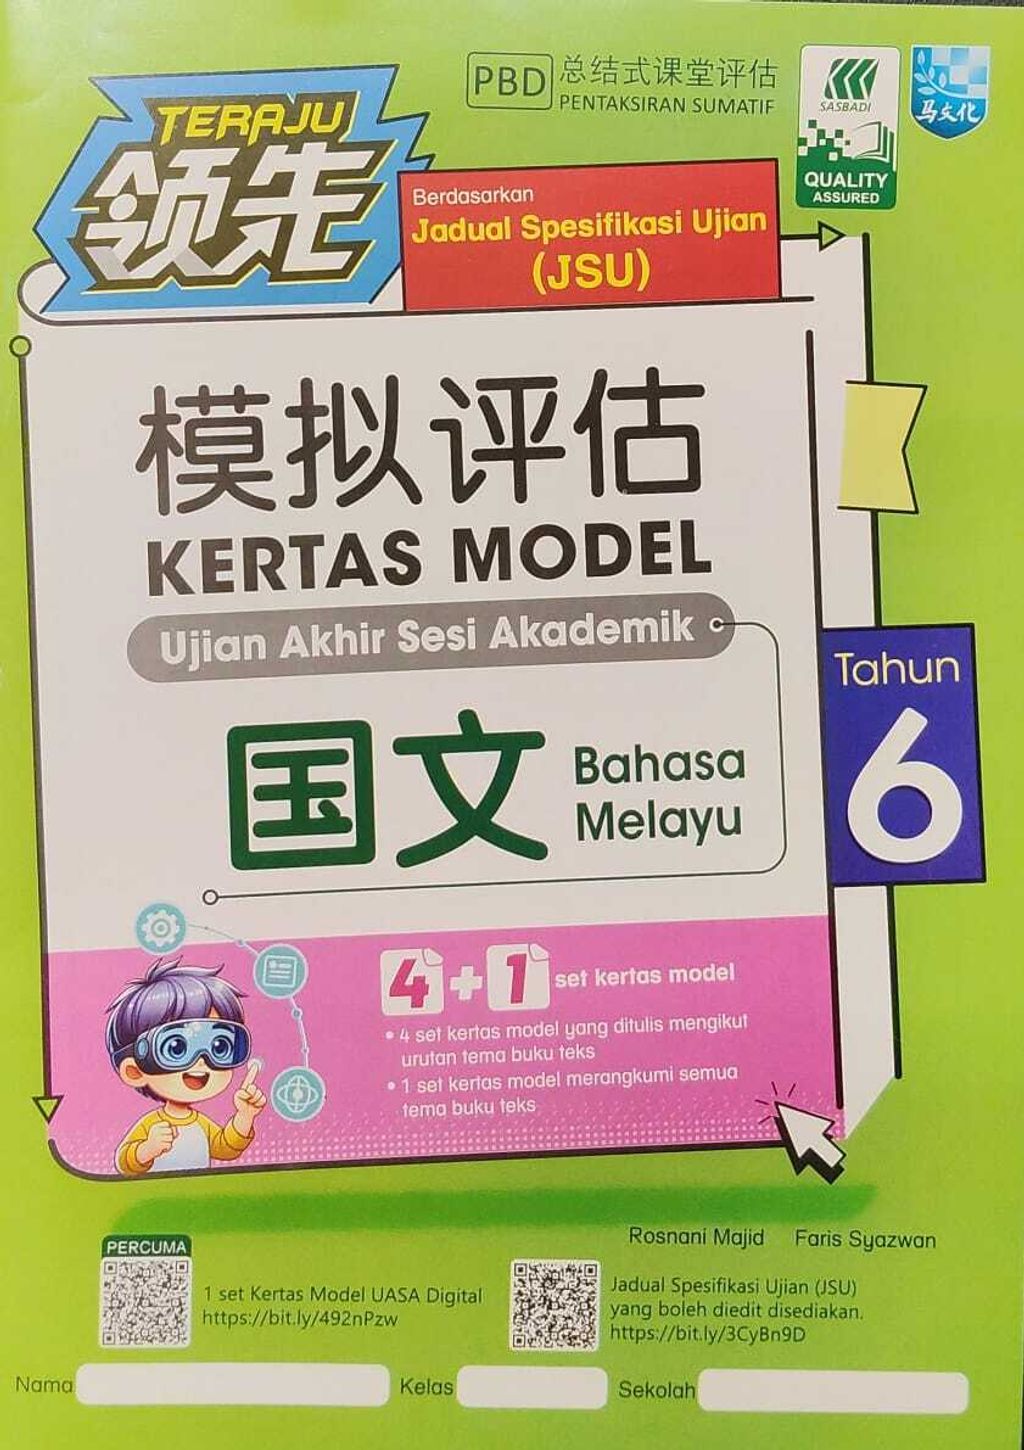 TERAJU
领先
PBD 总结式课堂评估
PENTAKSIRAN SUMATIF
SASBADI
QUALITY
ASSURED
马文化
Berdasarkan
Jadual Spesifikasi Ujian
(JSU)
模拟评估
KERTAS MODEL
Ujian Akhir Sesi Akademik
国文
Bahasa
Melayu
Tahun
6
4+1 set kertas model
• 4 set kertas model yang ditulis mengikut
urutan tema buku teks
• 1 set kertas model merangkumi semua
tema buku teks
Rosnani Majid Faris Syazwan
PERCUMA
1 set Kertas Model UASA Digital
https://bit.ly/492nPzw
Jadual Spesifikasi Ujian (JSU)
yang boleh diedit disediakan.
https://bit.ly/3CyBn9D
Nama Kelas Sekolah